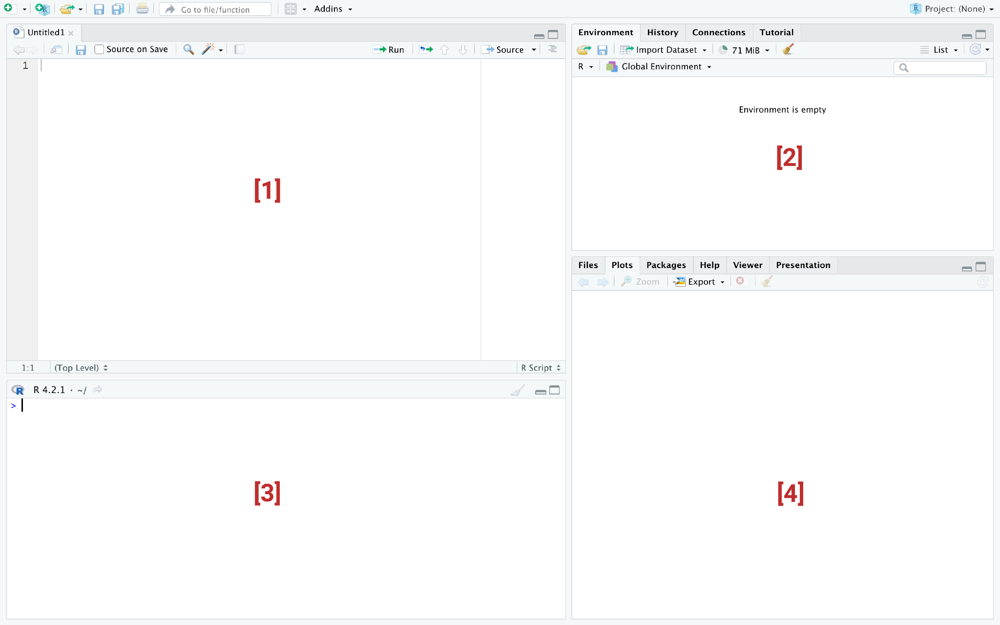 Go to file/function
Addins
Project: (None)
Untitled1
Source on Save
Run
Source
1
[1]
1:1 (Top Level) R Script
Environment History Connections Tutorial
Import Dataset 71 MiB List
R Global Environment
Environment is empty
[2]
R 4.2.1 · ~/
>
[3]
Files Plots Packages Help Viewer Presentation
Zoom Export
[4]